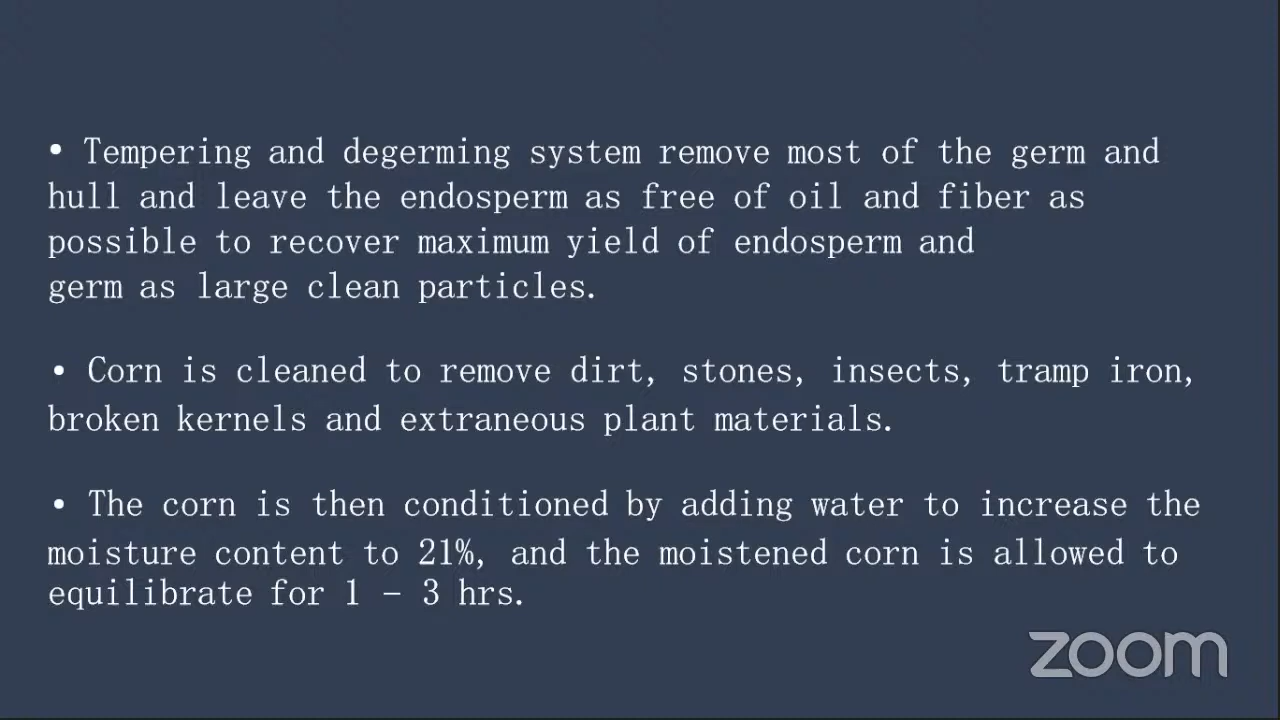 • Tempering and degerming system remove most of the germ and
hull and leave the endosperm as free of oil and fiber as
possible to recover maximum yield of endosperm and
germ as large clean particles.
• Corn is cleaned to remove dirt, stones, insects, tramp iron,
broken kernels and extraneous plant materials.
• The corn is then conditioned by adding water to increase the
moisture content to 21%, and the moistened corn is allowed to
equilibrate for 1 – 3 hrs.
zoom